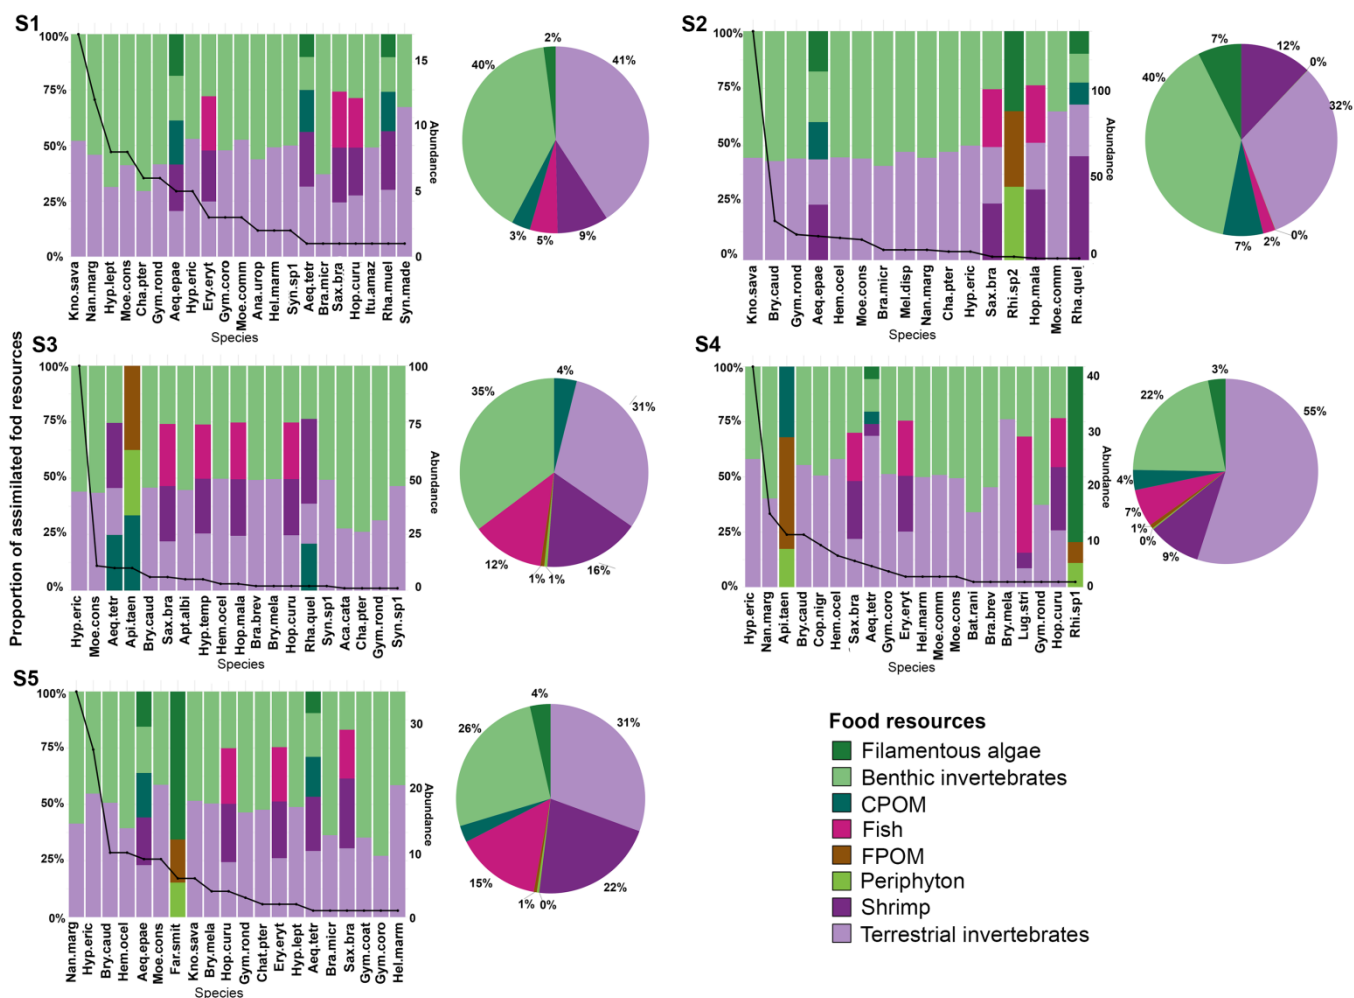 S1
100%
75%
50%
25%
0%
15
10
5
0
Abundance
Kno.sava
Nan.marg
Hyp.lept
Moe.cons
Cha.pter
Gym.rond
Aeq.epae
Hyp.eric
Ery.eryt
Gym.coro
Moe.comm
Ana.urop
Hel.marm
Syn.sp1
Aeq.tetr
Bra.micr
Sax.bra
Hop.curu
Itu.amaz
Rha.muel
Syn.made
Species
2%
41%
9%
5%
3%
40%
S2
100%
75%
50%
25%
0%
100
50
0
Abundance
Kno.sava
Bry.caud
Gym.rond
Aeq.epae
Hem.ocel
Moe.cons
Bra.micr
Mel.disp
Nan.marg
Cha.pter
Hyp.eric
Sax.bra
Rhi.sp2
Hop.mala
Moe.comm
Rha.quel
Species
7%
12%
0%
32%
0%
2%
7%
40%
Proportion of assimilated fod resources
S3
100%
75%
50%
25%
0%
100
75
50
25
0
Abundance
Hyp.eric
Moe.cons
Aeq.tetr
Api.taen
Bry.caud
Sax.bra
Apt.albi
Hyp.temp
Hem.ocel
Hop.mala
Bra.brev
Bry.mela
Hop.curu
Rha.quel
Syn.sp1
Aca.cata
Cha.pter
Gym.rond
Syn.sp1
Species
4%
31%
16%
1%
1%
12%
35%
S4
100%
75%
50%
25%
0%
40
30
20
10
0
Abundance
Hyp.eric
Nan.marg
Api.taen
Bry.caud
Cop.nigr
Hem.ocel
Sax.bra
Aeq.tetr
Gym.coro
Ery.eryt
Hel.marm
Moe.comm
Moe.cons
Bat.rani
Bra.brev
Bry.mela
Lug.stri
Gym.rond
Hop.curu
Rhi.sp1
Species
3%
55%
9%
0%
1%
7%
4%
22%
S5
100%
75%
50%
25%
0%
30
20
10
0
Abundance
Nan.marg
Hyp.eric
Bry.caud
Hem.ocel
Aeq.epae
Moe.cons
Far.smit
Kno.sava
Bry.mela
Hop.curu
Gym.rond
Chat.pter
Ery.eryt
Hyp.lept
Aeq.tetr
Bra.micr
Sax.bra
Gym.coat
Gym.coro
Hel.marm
Species
4%
31%
22%
0%
1%
15%
26%
Food resources
Filamentous algae
Benthic invertebrates
CPOM
Fish
FPOM
Periphyton
Shrimp
Terrestrial invertebrates